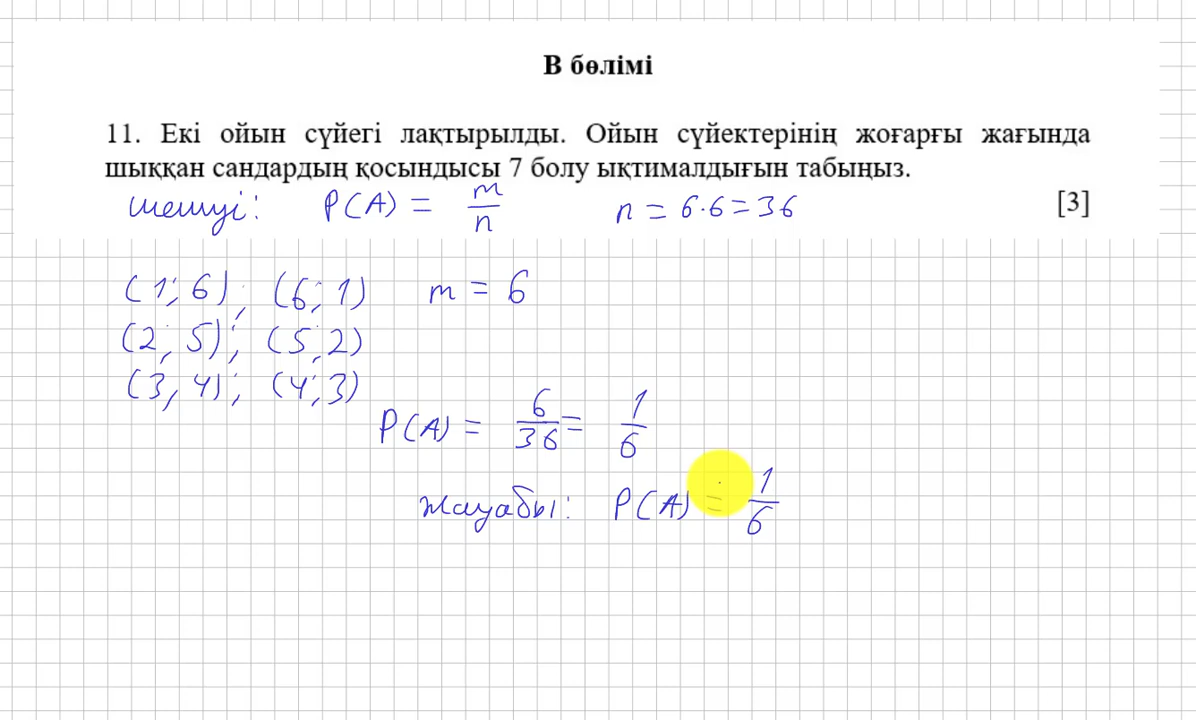 В бөлімі
11. Екі ойын сүйегі лақтырылды. Ойын сүйектерінің жоғарғы жағында
шыққан сандардың қосындысы 7 болу ықтималдығын табыңыз.
[3]
шешуі: P(A) = m/n n = 6·6=36
(1; 6); (6; 1) m = 6
(2; 5); (5; 2)
(3, 4); (4; 3)
P(A) = 6/36 = 1/6
жауабы: P(A) = 1/6